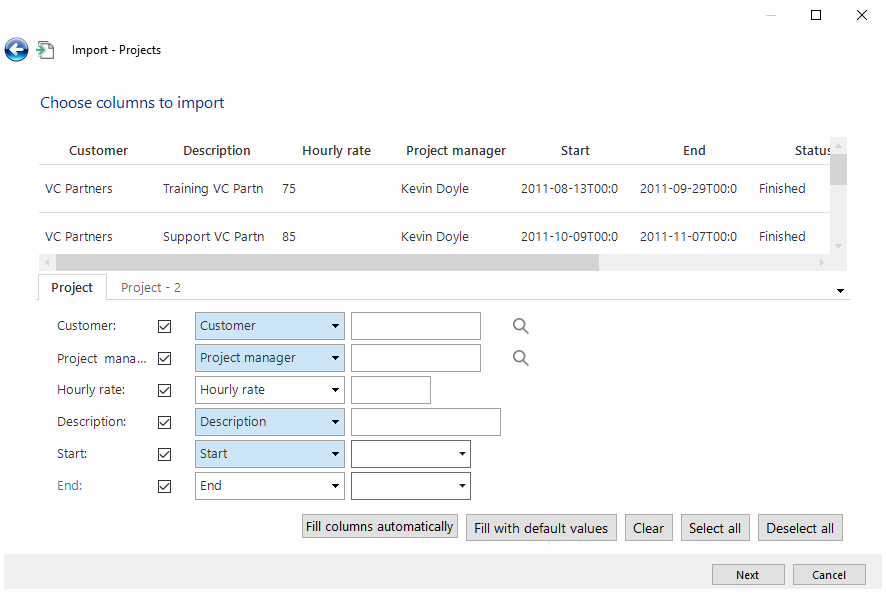 Import - Projects
Choose columns to import
Customer Description Hourly rate Project manager Start End Status
VC Partners Training VC Partn 75 Kevin Doyle 2011-08-13T00:0 2011-09-29T00:0 Finished
VC Partners Support VC Partn 85 Kevin Doyle 2011-10-09T00:0 2011-11-07T00:0 Finished
Project Project - 2
Customer: Customer
Project mana... Project manager
Hourly rate: Hourly rate
Description: Description
Start: Start
End: End
Fill columns automatically Fill with default values Clear Select all Deselect all
Next Cancel